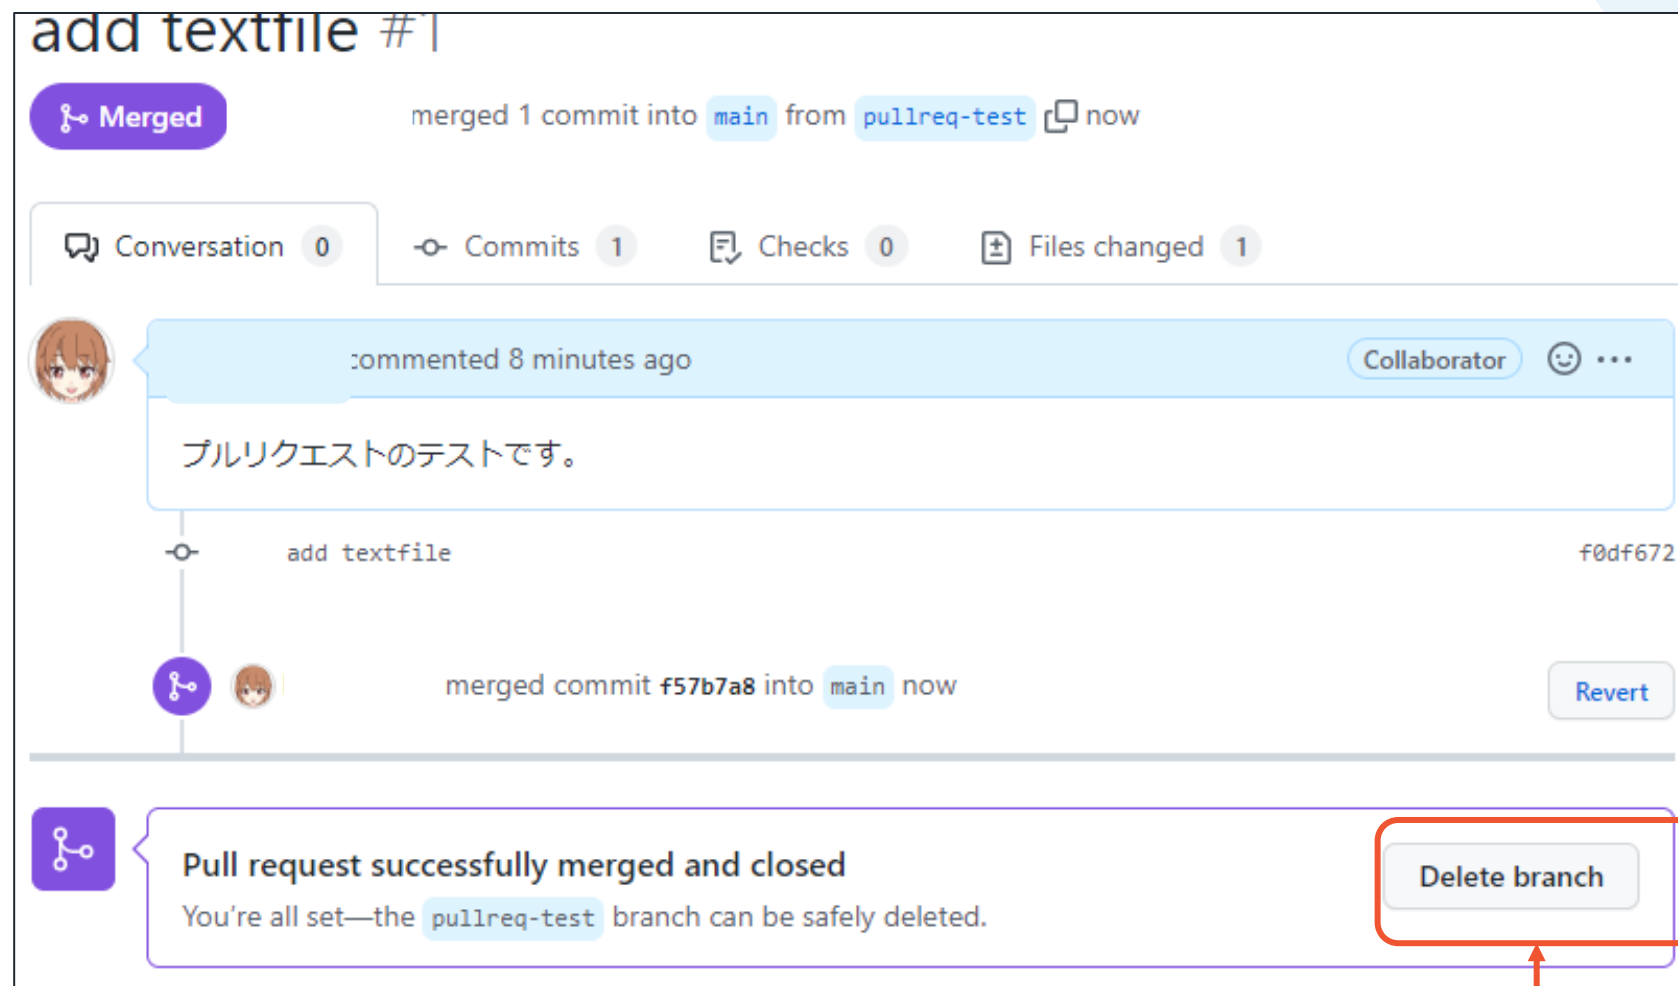 add textfile #1
Merged
merged 1 commit into main from pullreq-test now
Conversation 0 Commits 1 Checks 0 Files changed 1
commented 8 minutes ago Collaborator
プルリクエストのテストです。
add textfile f0df672
merged commit f57b7a8 into main now Revert
Pull request successfully merged and closed
Delete branch
You're all set—the pullreq-test branch can be safely deleted.